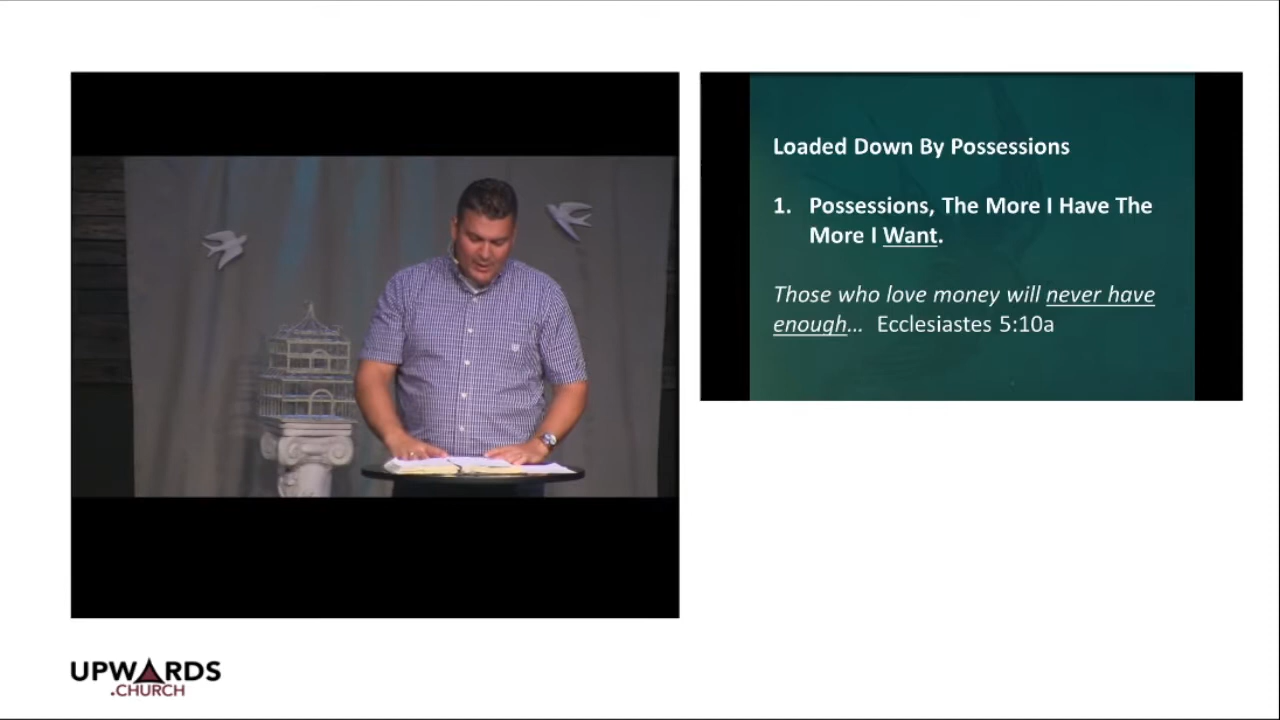 Loaded Down By Possessions
1. Possessions, The More I Have The
More I Want.
Those who love money will never have
enough... Ecclesiastes 5:10a
UPWARDS
.CHURCH